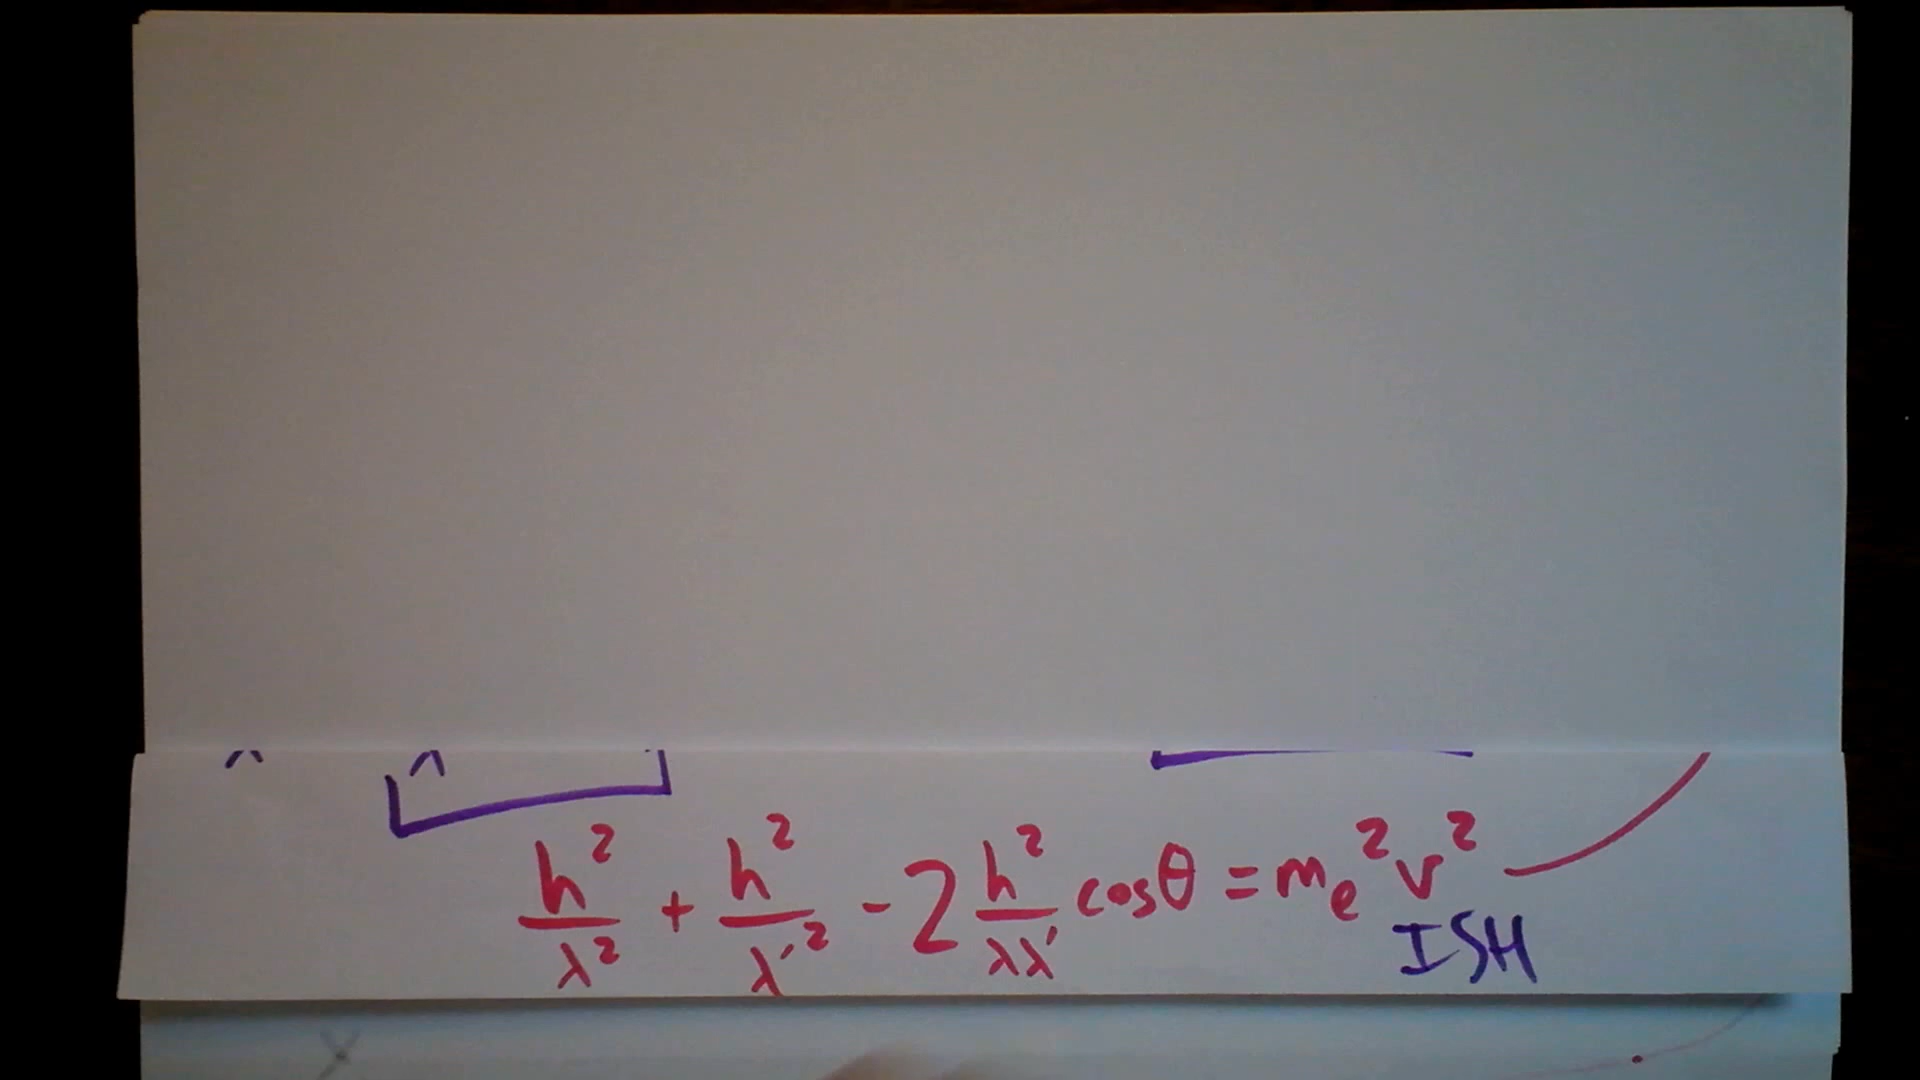 h²/λ² + h²/λ'² - 2 h²/λλ' cosθ = mₑ²v²
ISH